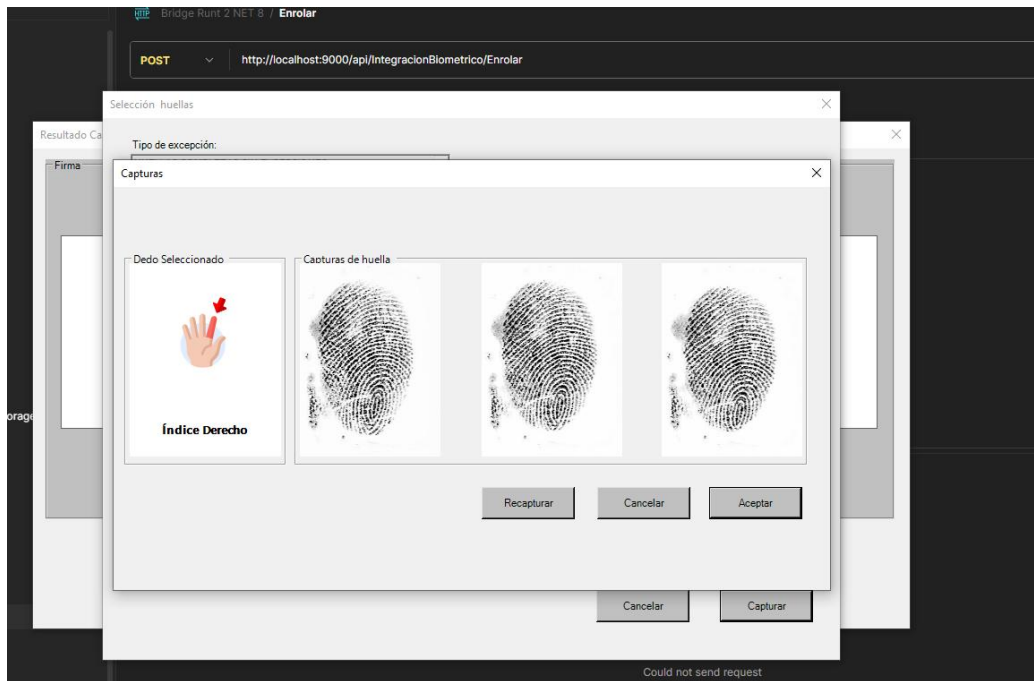 HTTP Bridge Runt 2 NET 8 / Enrolar
POST http://localhost:9000/api/IntegracionBiometrico/Enrolar
Selección huellas
Resultado Ca
Tipo de excepción:
Firma
Capturas
Dedo Seleccionado
Capturas de huella
Índice Derecho
orage
Recapturar Cancelar Aceptar
Cancelar Capturar
Could not send request